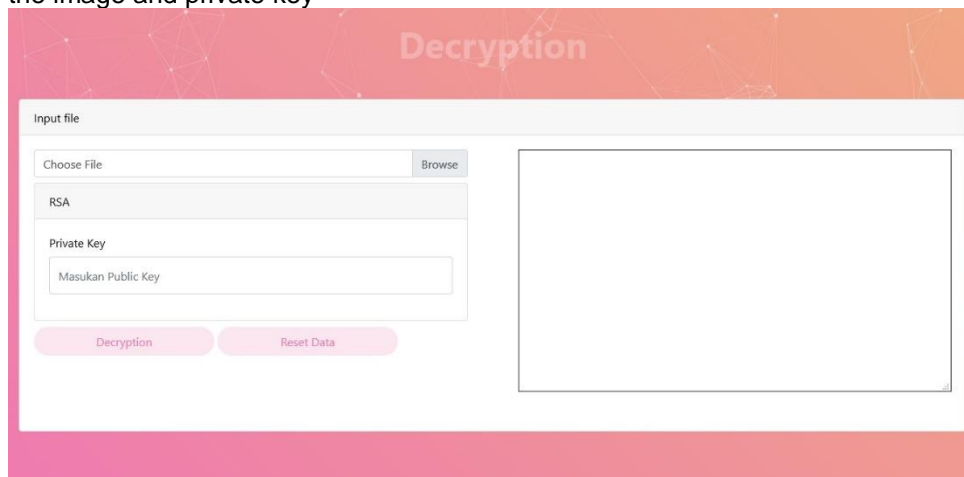 the image and private key
Decryption
Input file
Choose File Browse
RSA
Private Key
Masukan Public Key
Decryption Reset Data